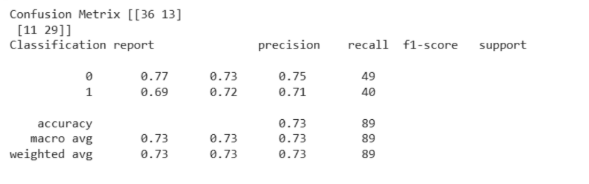 Confusion Metrix [[36 13]
[11 29]]
Classification report precision recall f1-score support
0 0.77 0.73 0.75 49
1 0.69 0.72 0.71 40
accuracy 0.73 89
macro avg 0.73 0.73 0.73 89
weighted avg 0.73 0.73 0.73 89